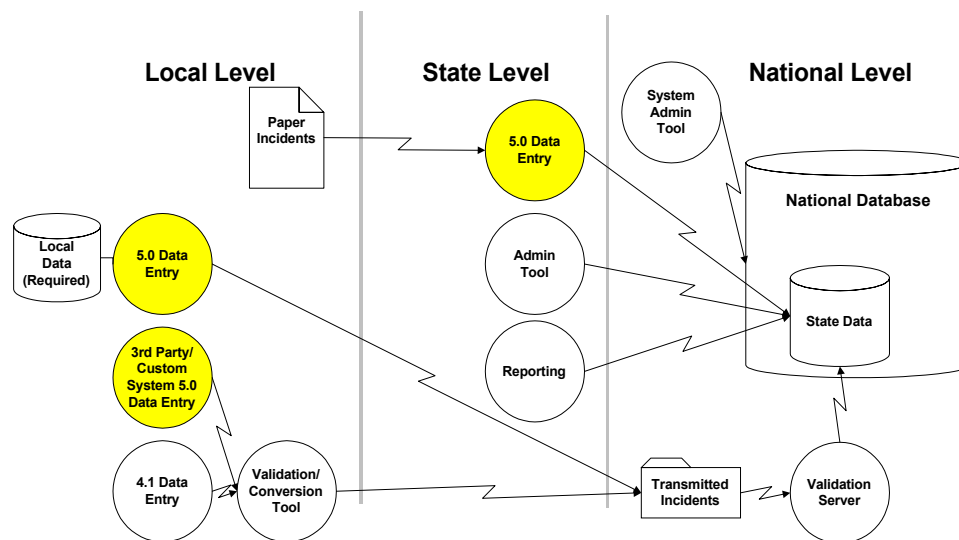 Local Level
State Level
National Level
Paper
Incidents
5.0 Data
Entry
System
Admin
Tool
National Database
Local
Data
(Required)
5.0 Data
Entry
Admin
Tool
State Data
3rd Party/
Custom
System 5.0
Data Entry
Reporting
4.1 Data
Entry
Validation/
Conversion
Tool
Transmitted
Incidents
Validation
Server